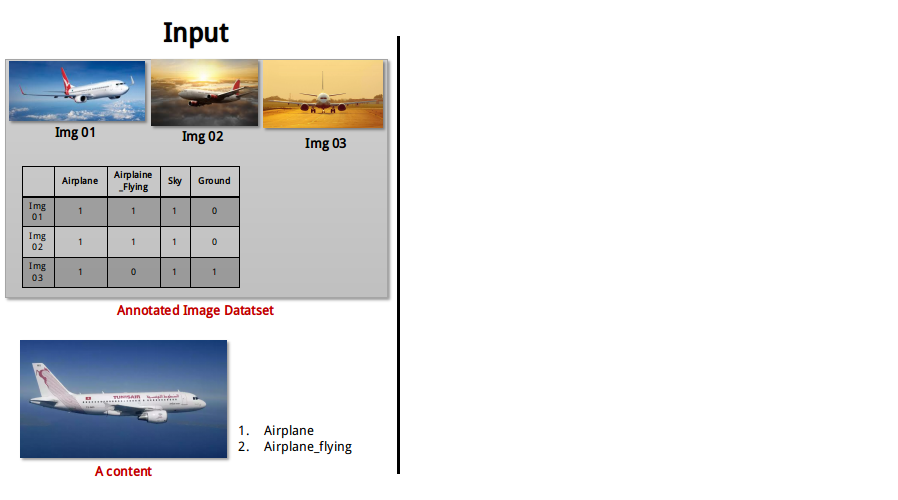 Input
Img 01
Img 02
Img 03
Airplane Airplaine _Flying Sky Ground
Img 01 1 1 1 0
Img 02 1 1 1 0
Img 03 1 0 1 1
Annotated Image Datatset
TUNISAIR الخطوط التونسية
1. Airplane
2. Airplane_flying
A content